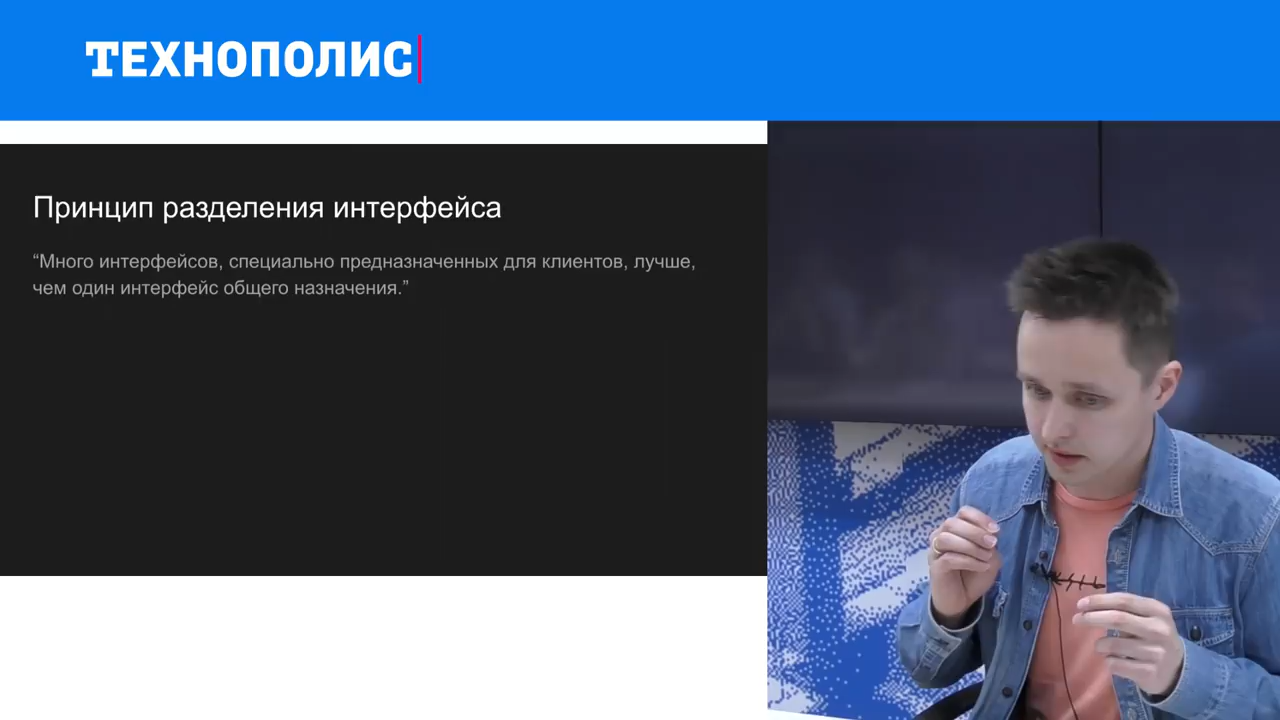 ТЕХНОПОЛИС
Принцип разделения интерфейса
“Много интерфейсов, специально предназначенных для клиентов, лучше,
чем один интерфейс общего назначения.”